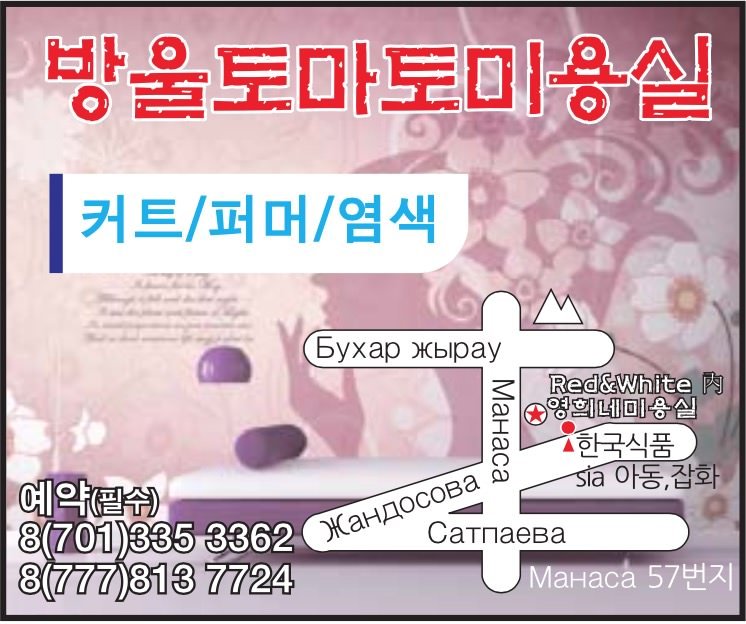 방울토마토미용실
커트/퍼머/염색
Бухар жырау
Манаса
Red&White 內
영희네미용실
한국식품
sia 아동,잡화
Жандосова
Сатпаева
Манаса 57번지
예약(필수)
8(701)335 3362
8(777)813 7724